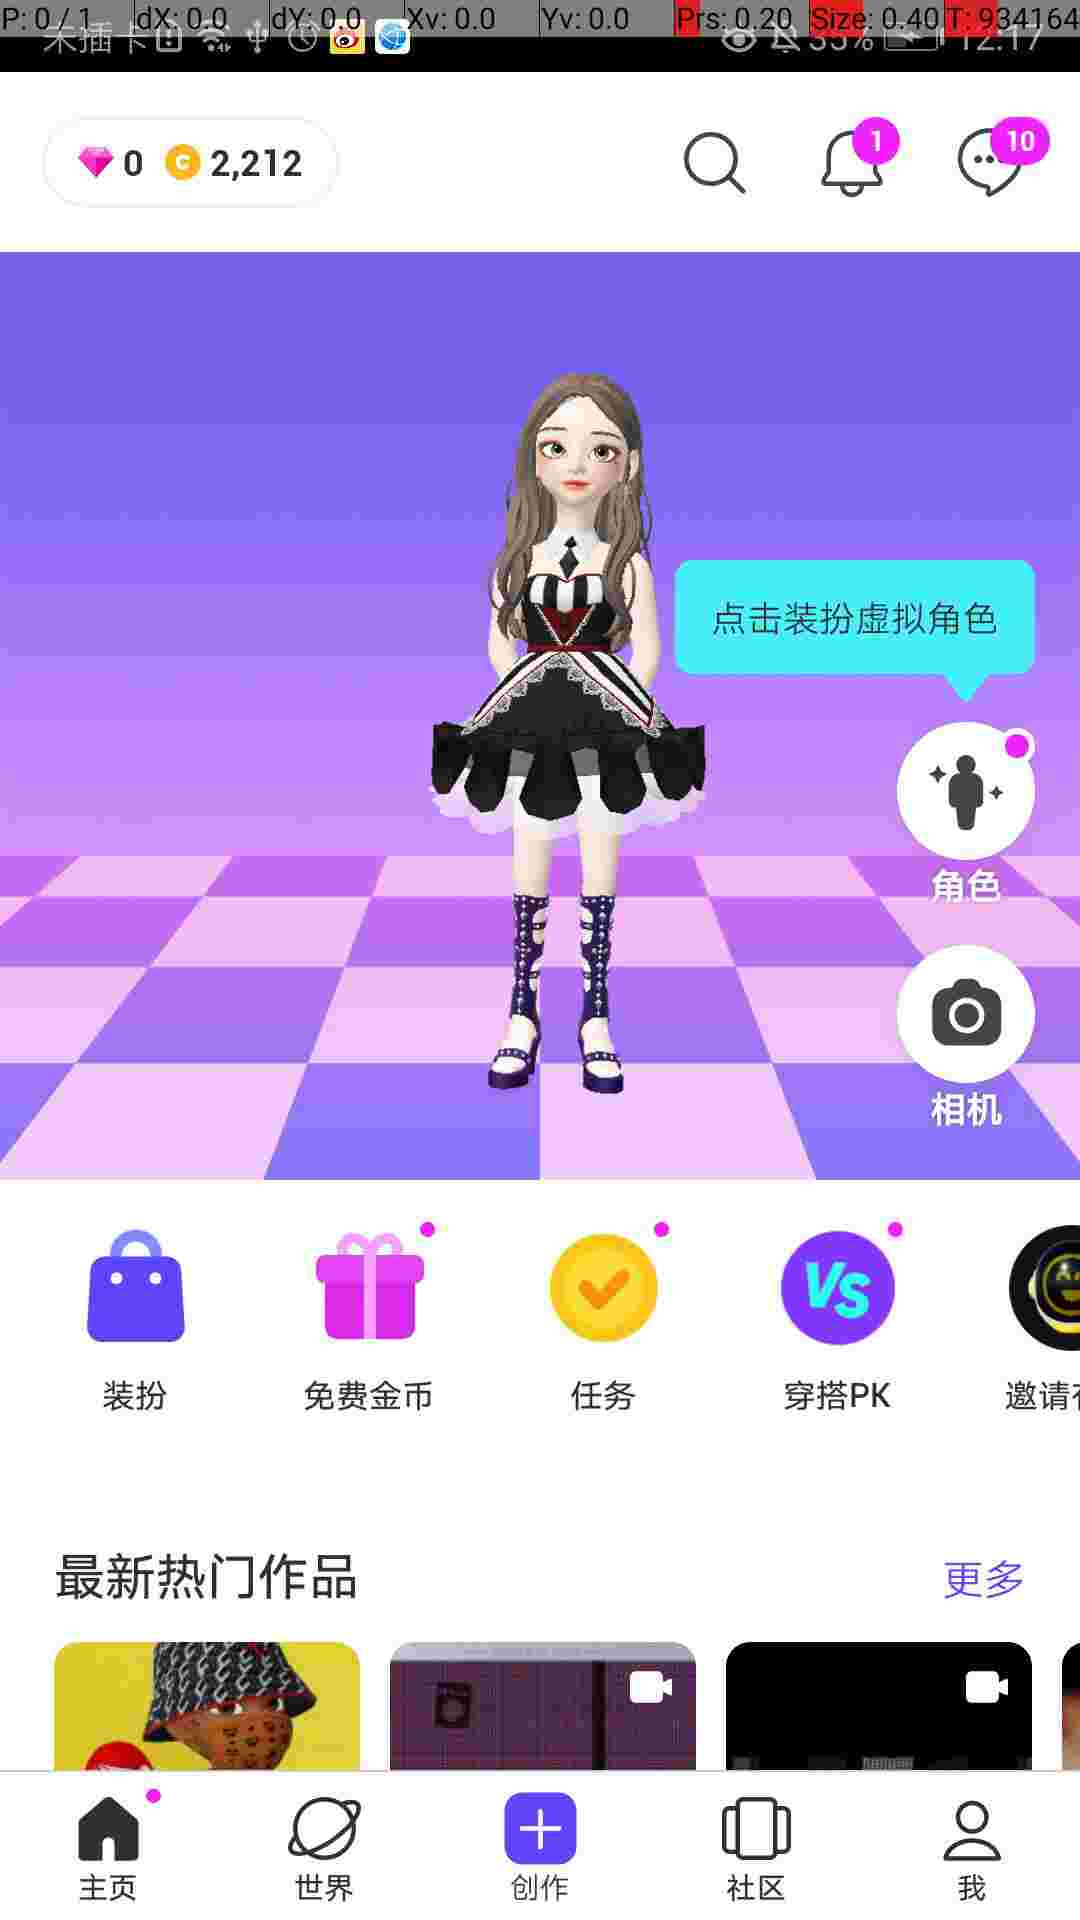 P: 0 / 1 dX: 0.0 dY: 0.0 Xv: 0.0 Yv: 0.0 Prs: 0.20 Size: 0.40 T: 934164
未插卡 35% 12:17
0 C 2,212 1 10
点击装扮虚拟角色
角色
相机
VS
装扮 免费金币 任务 穿搭PK 邀请
最新热门作品 更多
主页 世界 创作 社区 我